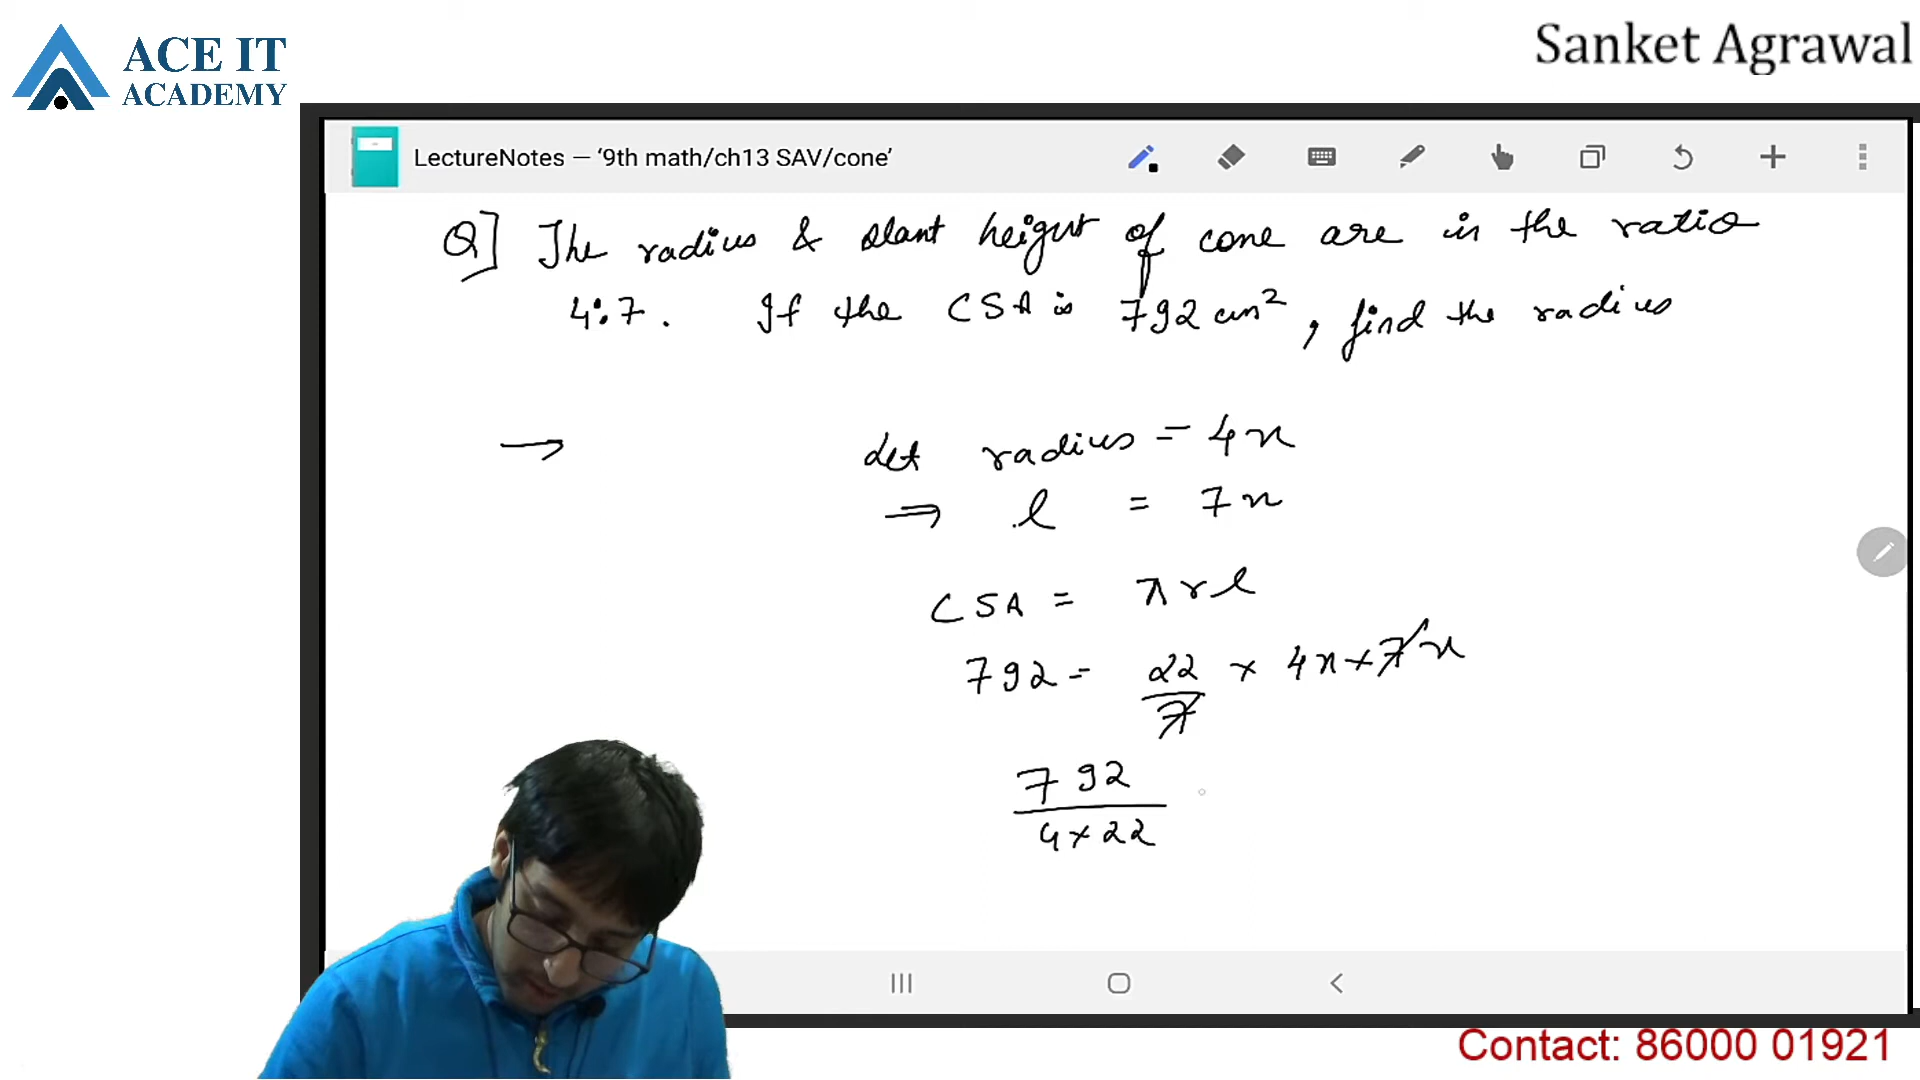 ACE IT
ACADEMY
Sanket Agrawal
LectureNotes — ‘9th math/ch13 SAV/cone’
Q] The radius & slant height of cone are in the ratio
4:7. If the CSA is 792 cm², find the radius
→ Let radius = 4x
⇒ l = 7x
CSA = πrl
792 = 22/7 × 4x × 7x
792
4×22
Contact: 86000 01921